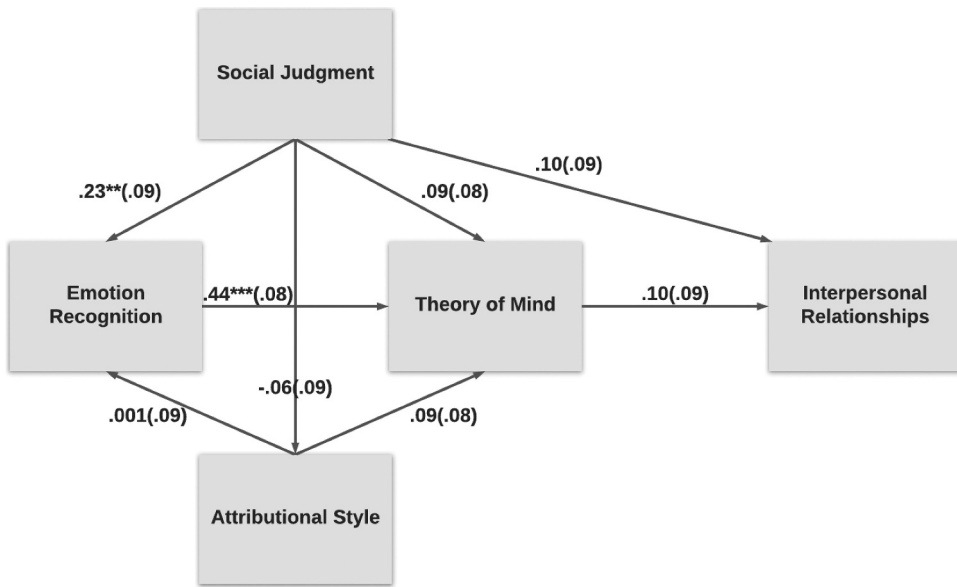 Social Judgment
.10(.09)
.23**(.09)
.09(.08)
Emotion
Recognition
.44***(.08)
Theory of Mind
.10(.09)
Interpersonal
Relationships
-.06(.09)
.001(.09)
.09(.08)
Attributional Style